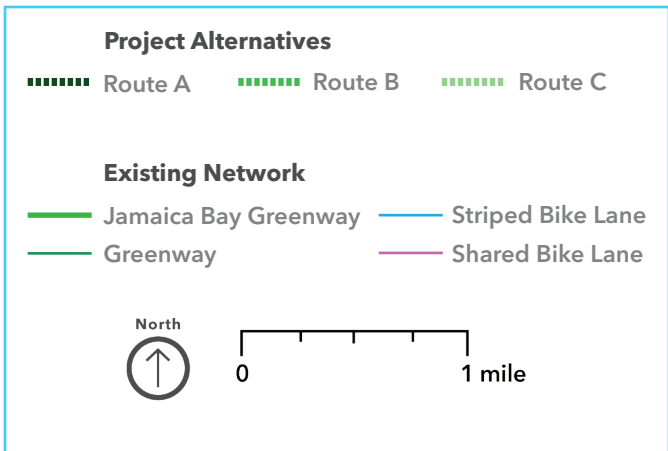 Project Alternatives
Route A Route B Route C
Existing Network
Jamaica Bay Greenway Striped Bike Lane
Greenway Shared Bike Lane
North
0 1 mile